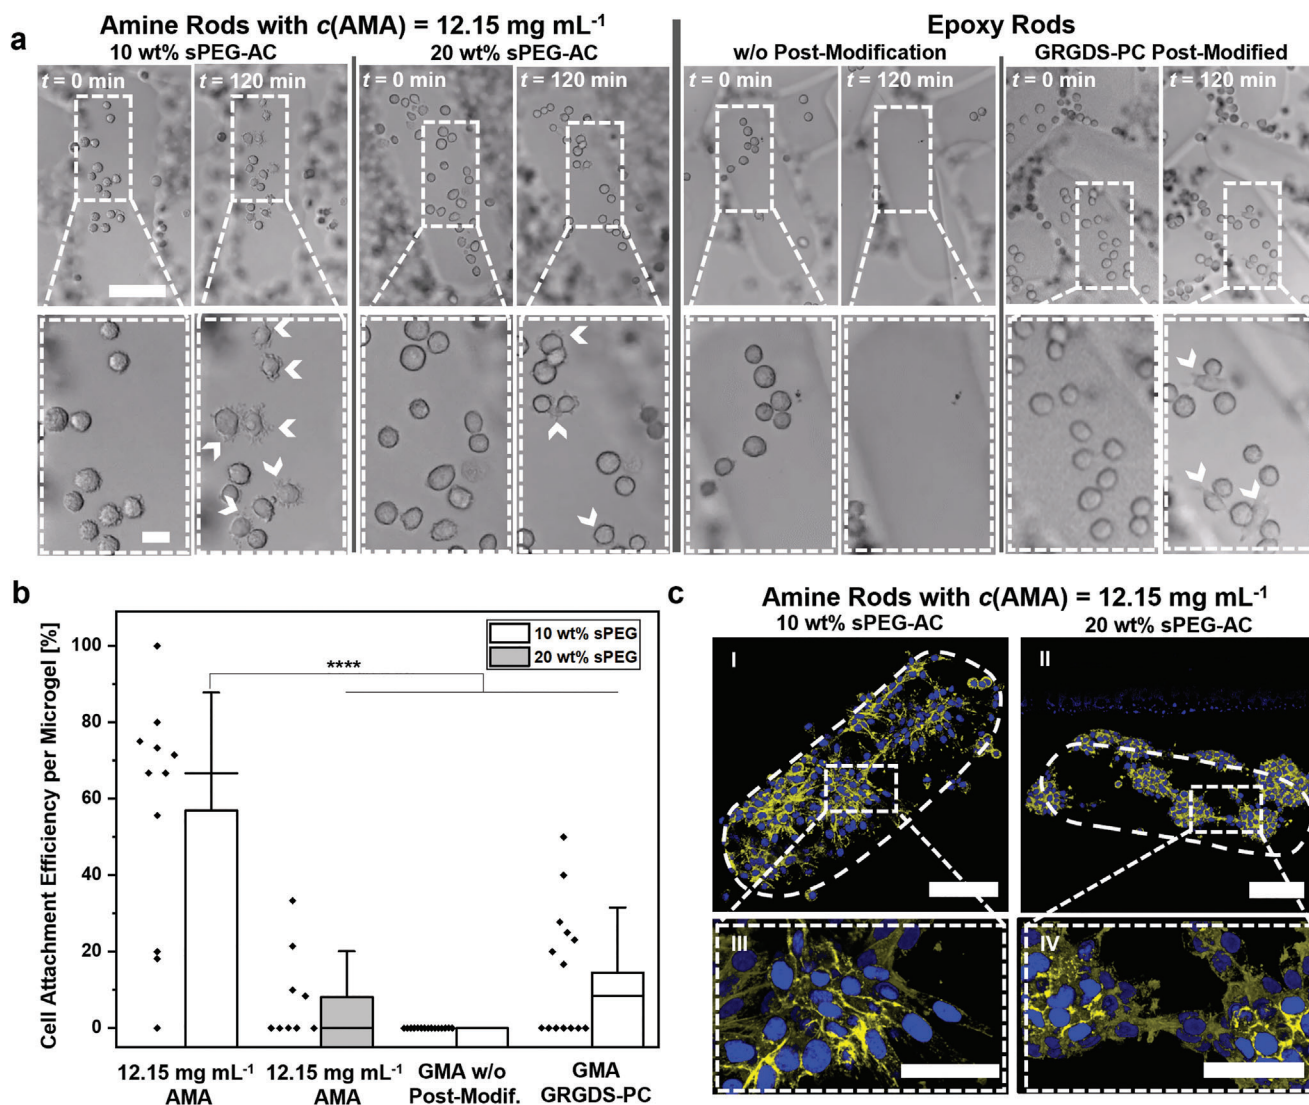 a
Amine Rods with c(AMA) = 12.15 mg mL⁻¹
Epoxy Rods
10 wt% sPEG-AC
20 wt% sPEG-AC
w/o Post-Modification
GRGDS-PC Post-Modified
t = 0 min
t = 120 min
t = 0 min
t = 120 min
t = 0 min
t = 120 min
t = 0 min
t = 120 min
b
Cell Attachment Efficiency per Microgel [%]
100
80
60
40
20
0
****
10 wt% sPEG
20 wt% sPEG
12.15 mg mL⁻¹
AMA
12.15 mg mL⁻¹
AMA
GMA w/o
Post-Modif.
GMA
GRGDS-PC
c
Amine Rods with c(AMA) = 12.15 mg mL⁻¹
10 wt% sPEG-AC
20 wt% sPEG-AC
I
II
III
IV